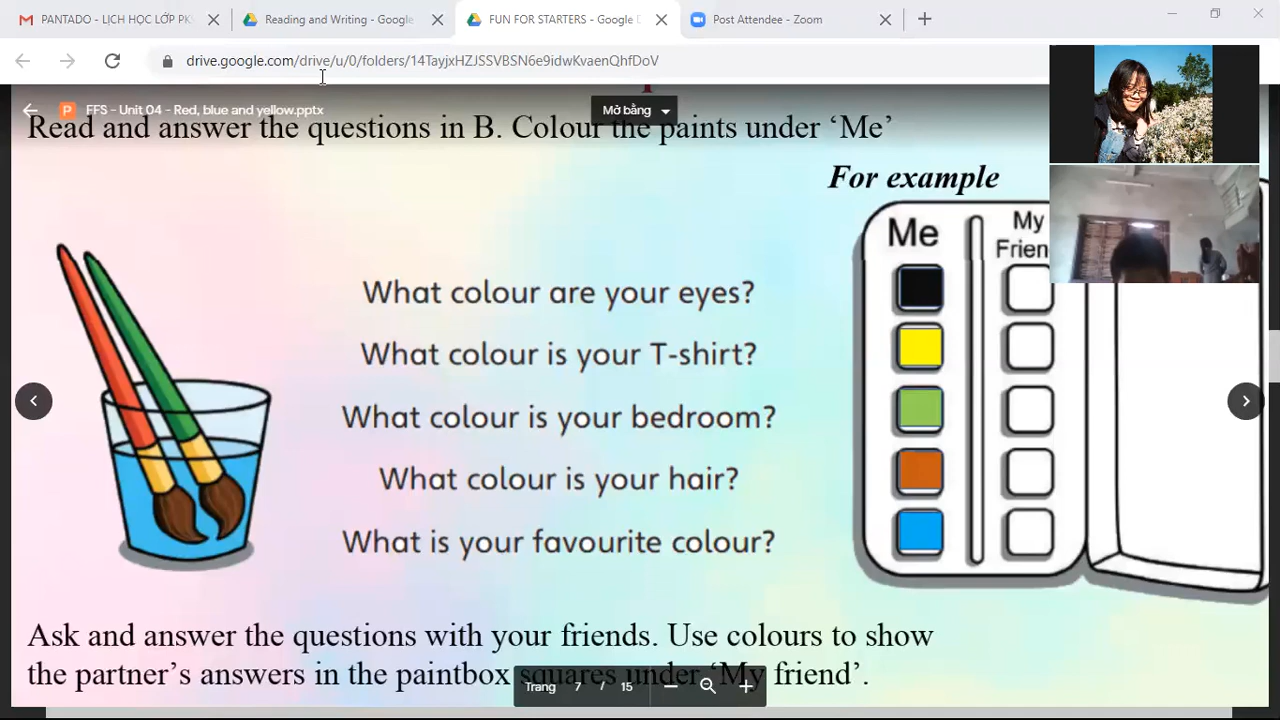 PANTADO - LỊCH HỌC LỚP PK
Reading and Writing - Google
FUN FOR STARTERS - Google D
Post Attendee - Zoom
drive.google.com/drive/u/0/folders/14TayjxHZJSSVBSN6e9idwKvaenQhfDoV
FFS - Unit 04 - Red, blue and yellow.pptx
Mở bằng
Read and answer the questions in B. Colour the paints under ‘Me’
For example
Me
My
Frien
What colour are your eyes?
What colour is your T-shirt?
What colour is your bedroom?
What colour is your hair?
What is your favourite colour?
Ask and answer the questions with your friends. Use colours to show
the partner’s answers in the paintbox squares under ‘My friend’.
Trang 7 / 15